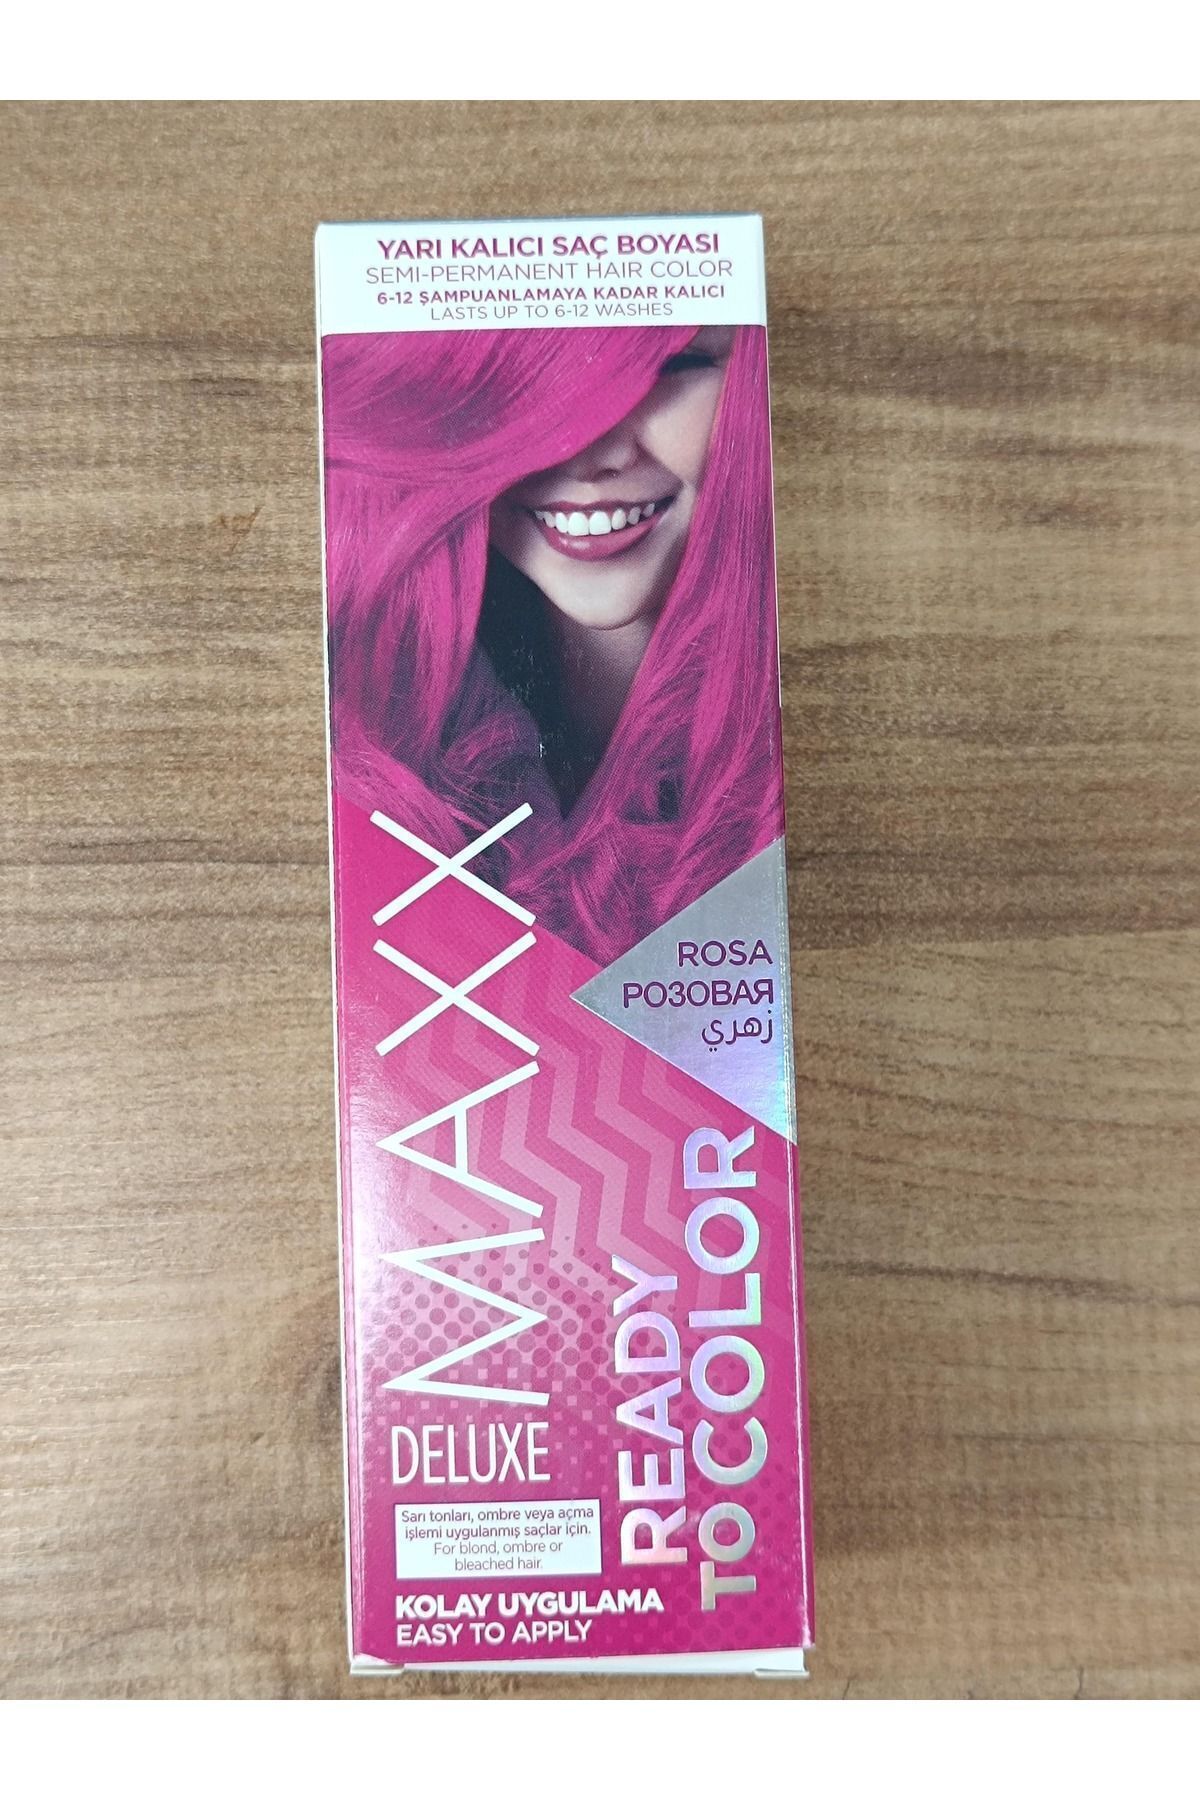 YARI KALICI SAÇ BOYASI
SEMI-PERMANENT HAIR COLOR
6-12 ŞAMPUANLAMAYA KADAR KALICI
LASTS UP TO 6-12 WASHES
ROSA
РОЗОВАЯ
زهري
MAXX
DELUXE
READY
TO COLOR
Sarı tonları, ombre veya açma
işlemi uygulanmış saçlar için.
For blond, ombre or
bleached hair.
KOLAY UYGULAMA
EASY TO APPLY